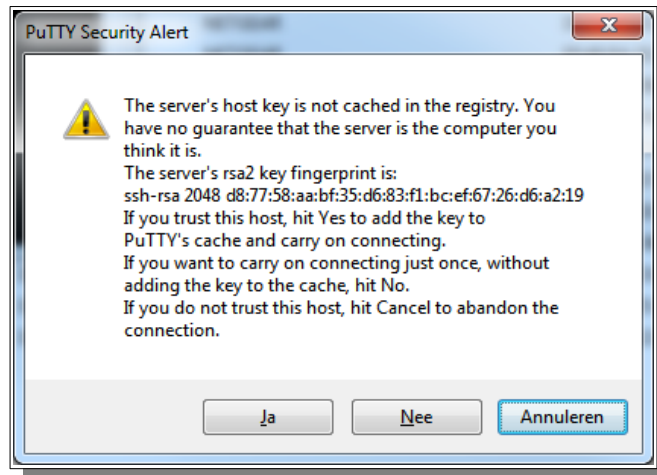 PuTTY Security Alert
The server's host key is not cached in the registry. You
have no guarantee that the server is the computer you
think it is.
The server's rsa2 key fingerprint is:
ssh-rsa 2048 d8:77:58:aa:bf:35:d6:83:f1:bc:ef:67:26:d6:a2:19
If you trust this host, hit Yes to add the key to
PuTTY's cache and carry on connecting.
If you want to carry on connecting just once, without
adding the key to the cache, hit No.
If you do not trust this host, hit Cancel to abandon the
connection.
Ja Nee Annuleren